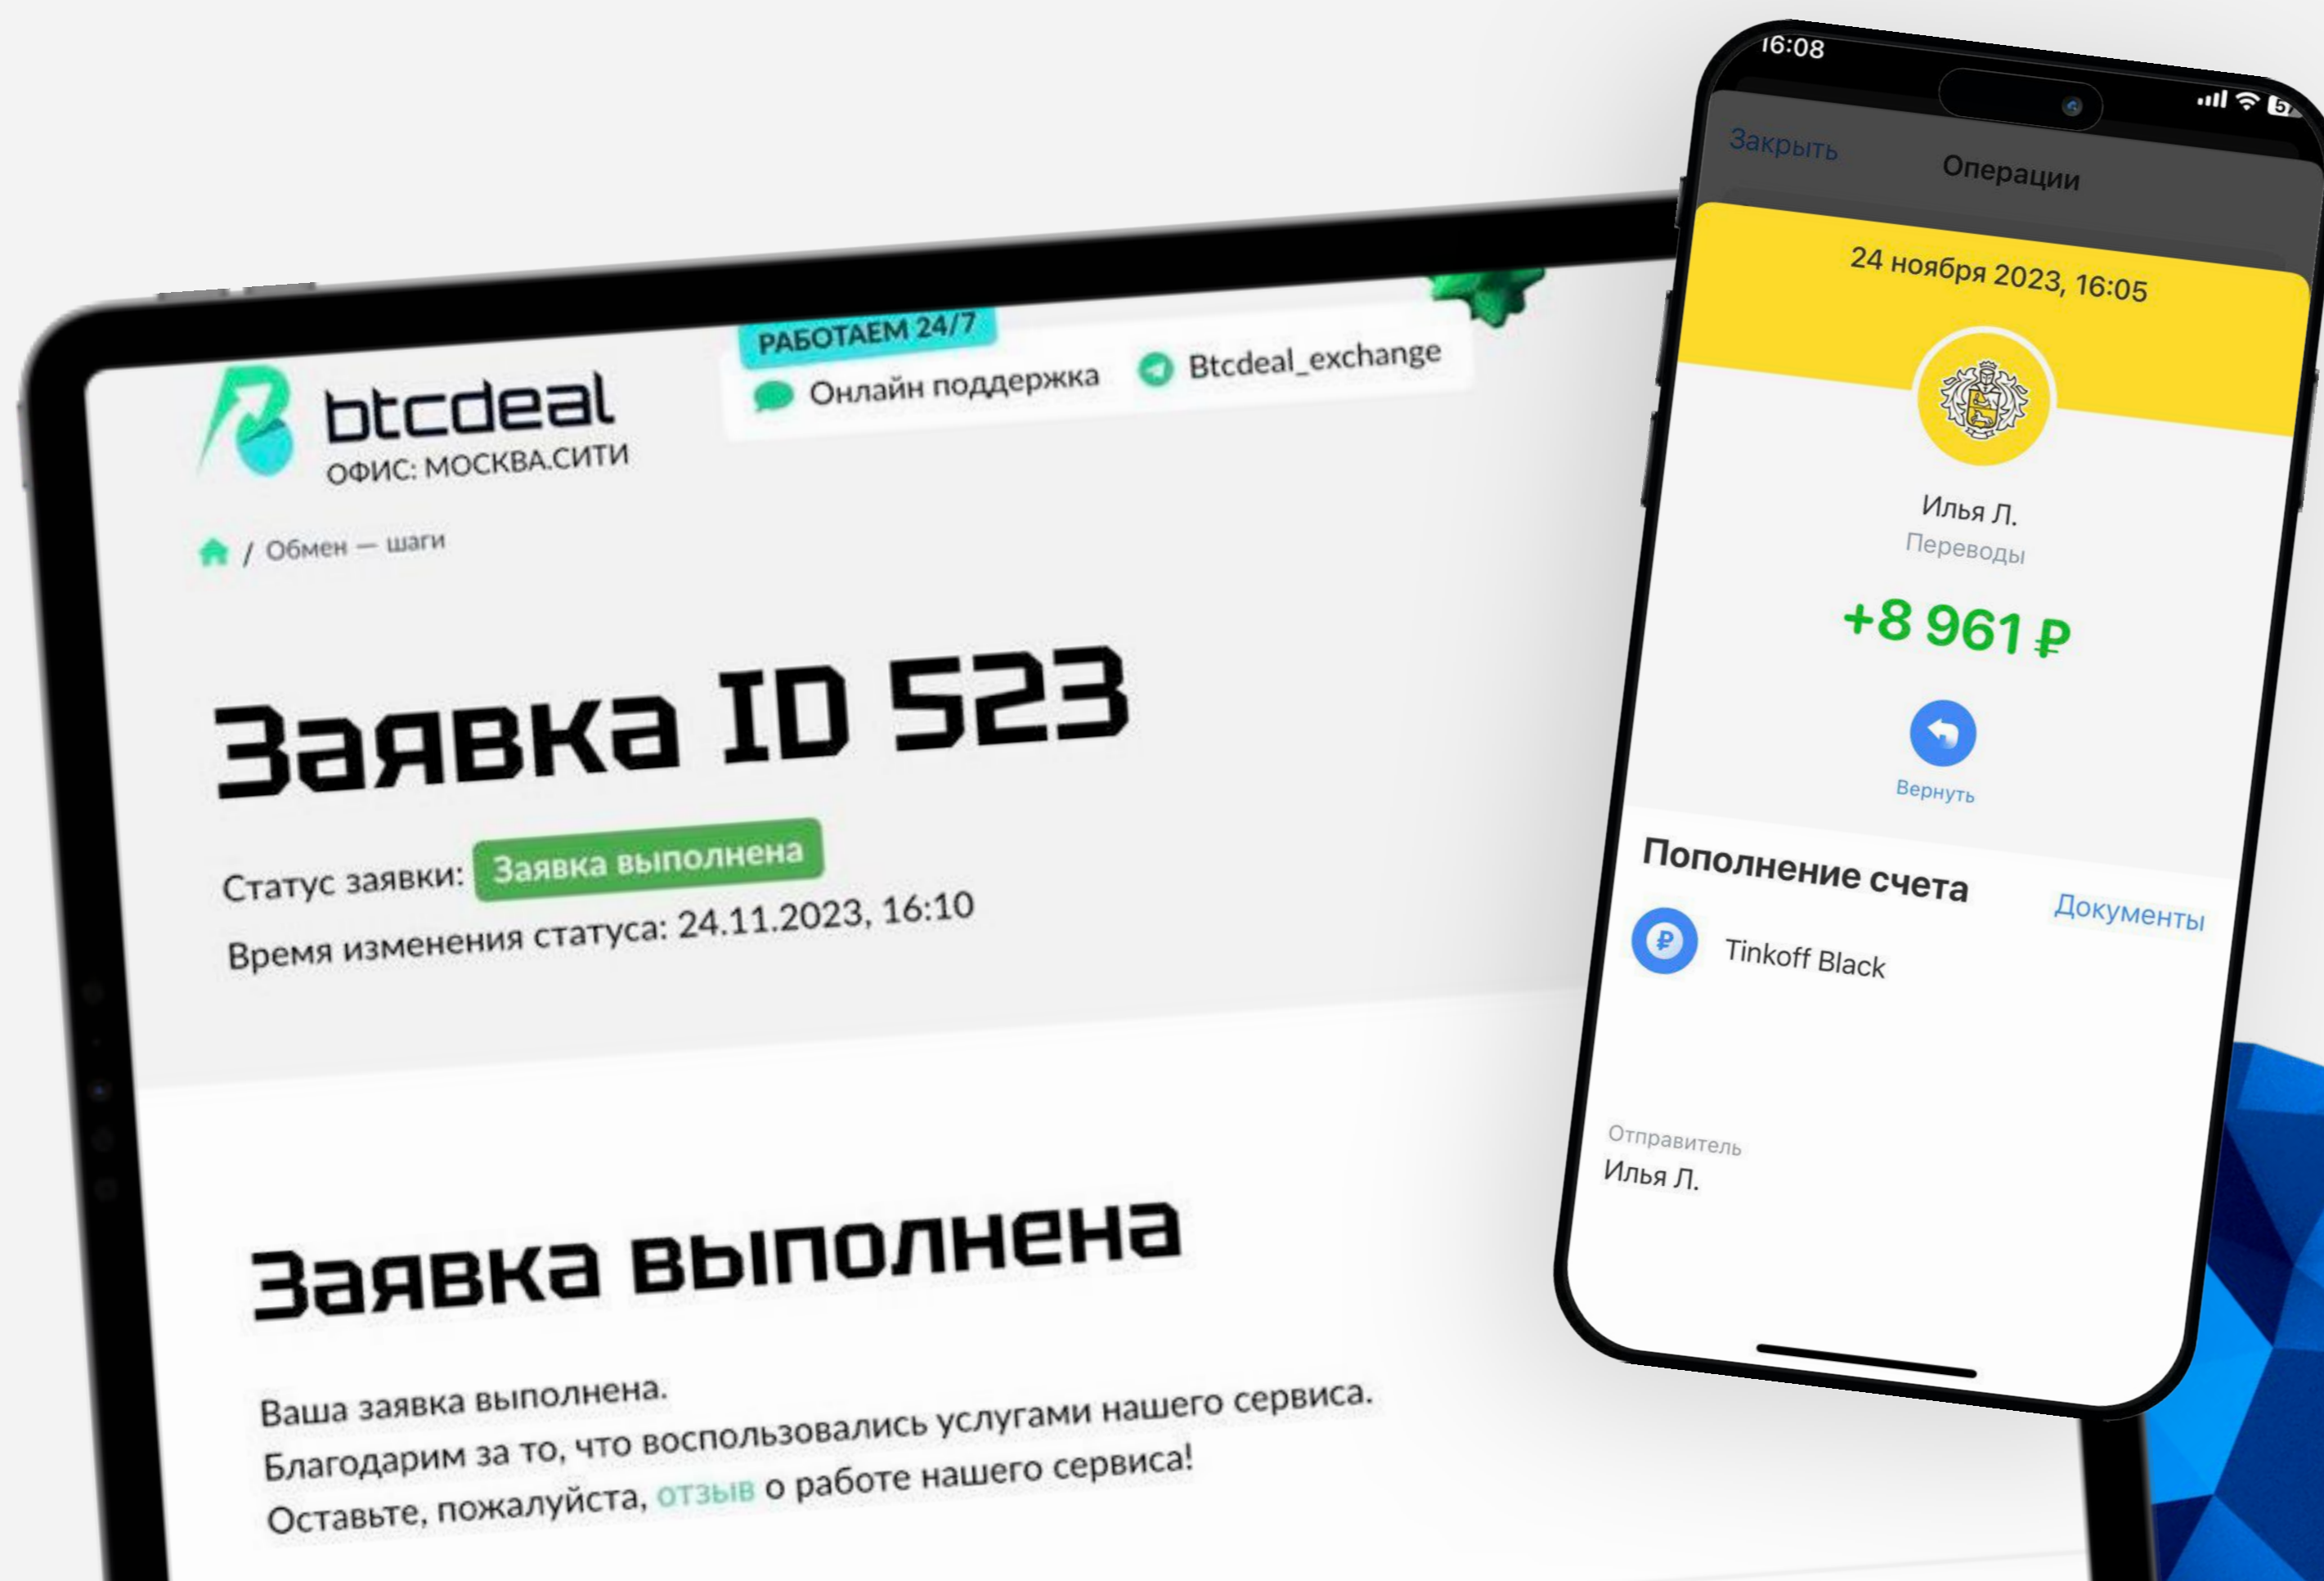 РАБОТАЕМ 24/7
btcdeal
ОФИС: МОСКВА.СИТИ
Онлайн поддержка
Btcdeal_exchange
/ Обмен — шаги
Заявка ID 523
Статус заявки: Заявка выполнена
Время изменения статуса: 24.11.2023, 16:10
Заявка выполнена
Ваша заявка выполнена.
Благодарим за то, что воспользовались услугами нашего сервиса.
Оставьте, пожалуйста, отзыв о работе нашего сервиса!
16:08
Закрыть
Операции
24 ноября 2023, 16:05
Илья Л.
Переводы
+8 961 ₽
Вернуть
Пополнение счета
Документы
₽ Tinkoff Black
Отправитель
Илья Л.